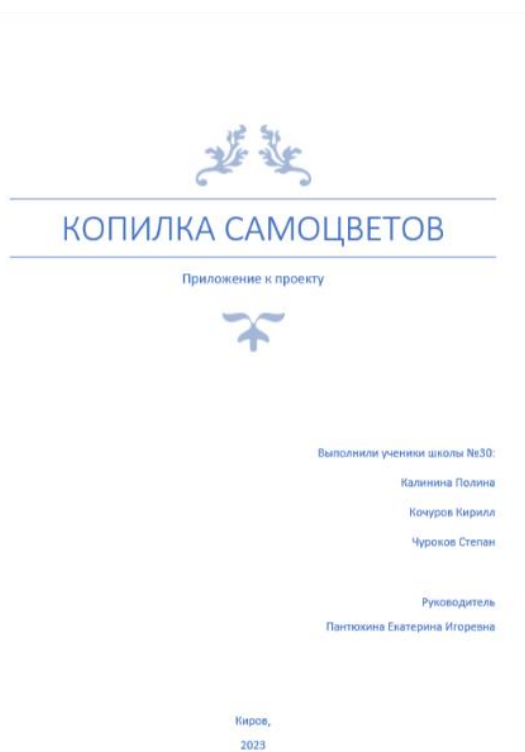 КОПИЛКА САМОЦВЕТОВ
Приложение к проекту
Выполнили ученики школы №30:
Калинина Полина
Кочуров Кирилл
Чуроков Степан
Руководитель
Пантюхина Екатерина Игоревна
Киров,
2023